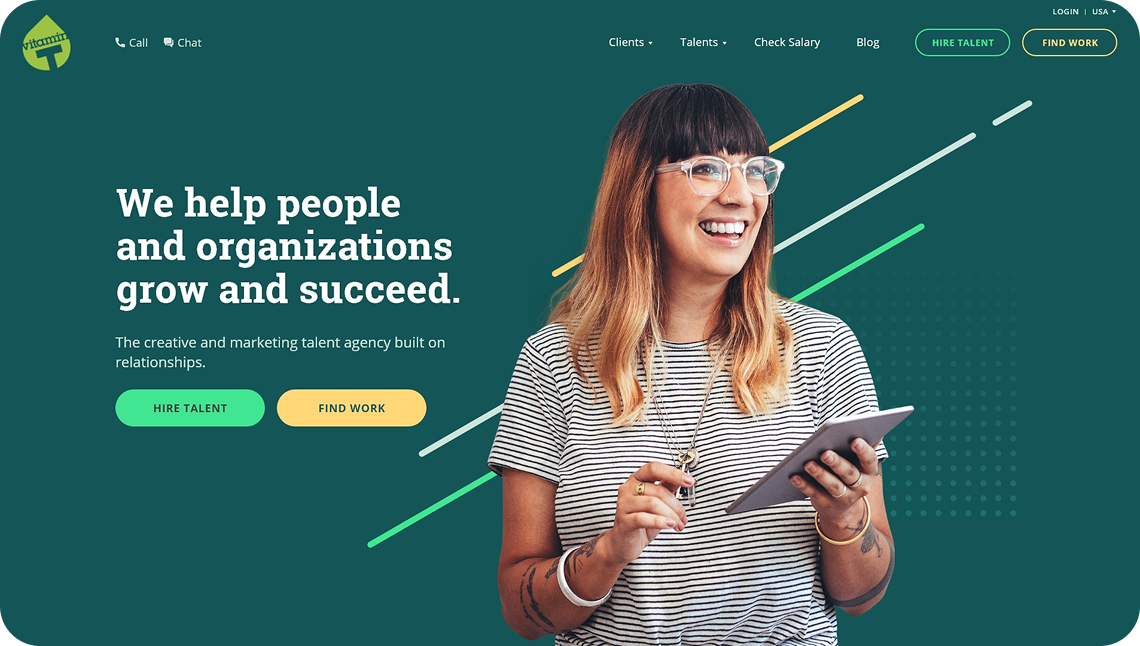 LOGIN | USA
vitamin
T
Call
Chat
Clients
Talents
Check Salary
Blog
HIRE TALENT
FIND WORK
We help people
and organizations
grow and succeed.
The creative and marketing talent agency built on
relationships.
HIRE TALENT
FIND WORK